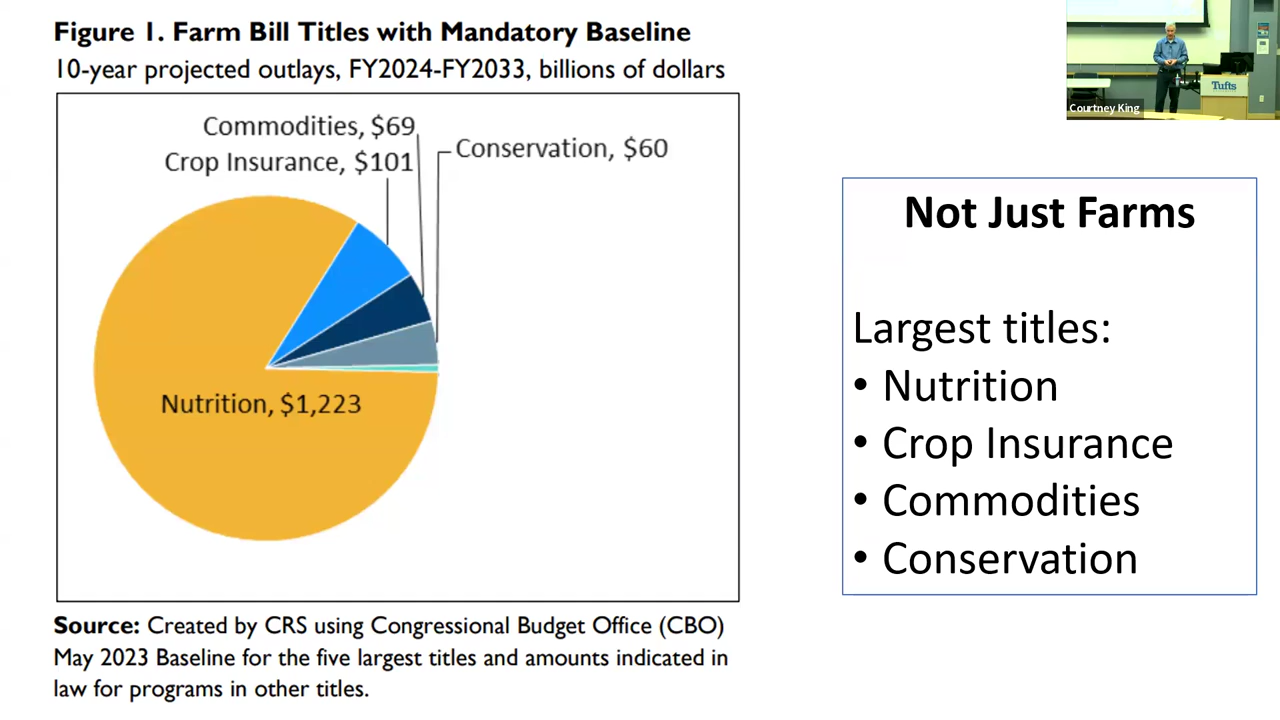 Figure 1. Farm Bill Titles with Mandatory Baseline
10-year projected outlays, FY2024-FY2033, billions of dollars
Commodities, $69
Crop Insurance, $101
Conservation, $60
Nutrition, $1,223
Source: Created by CRS using Congressional Budget Office (CBO)
May 2023 Baseline for the five largest titles and amounts indicated in
law for programs in other titles.
Tufts
Courtney King
Not Just Farms
Largest titles:
• Nutrition
• Crop Insurance
• Commodities
• Conservation